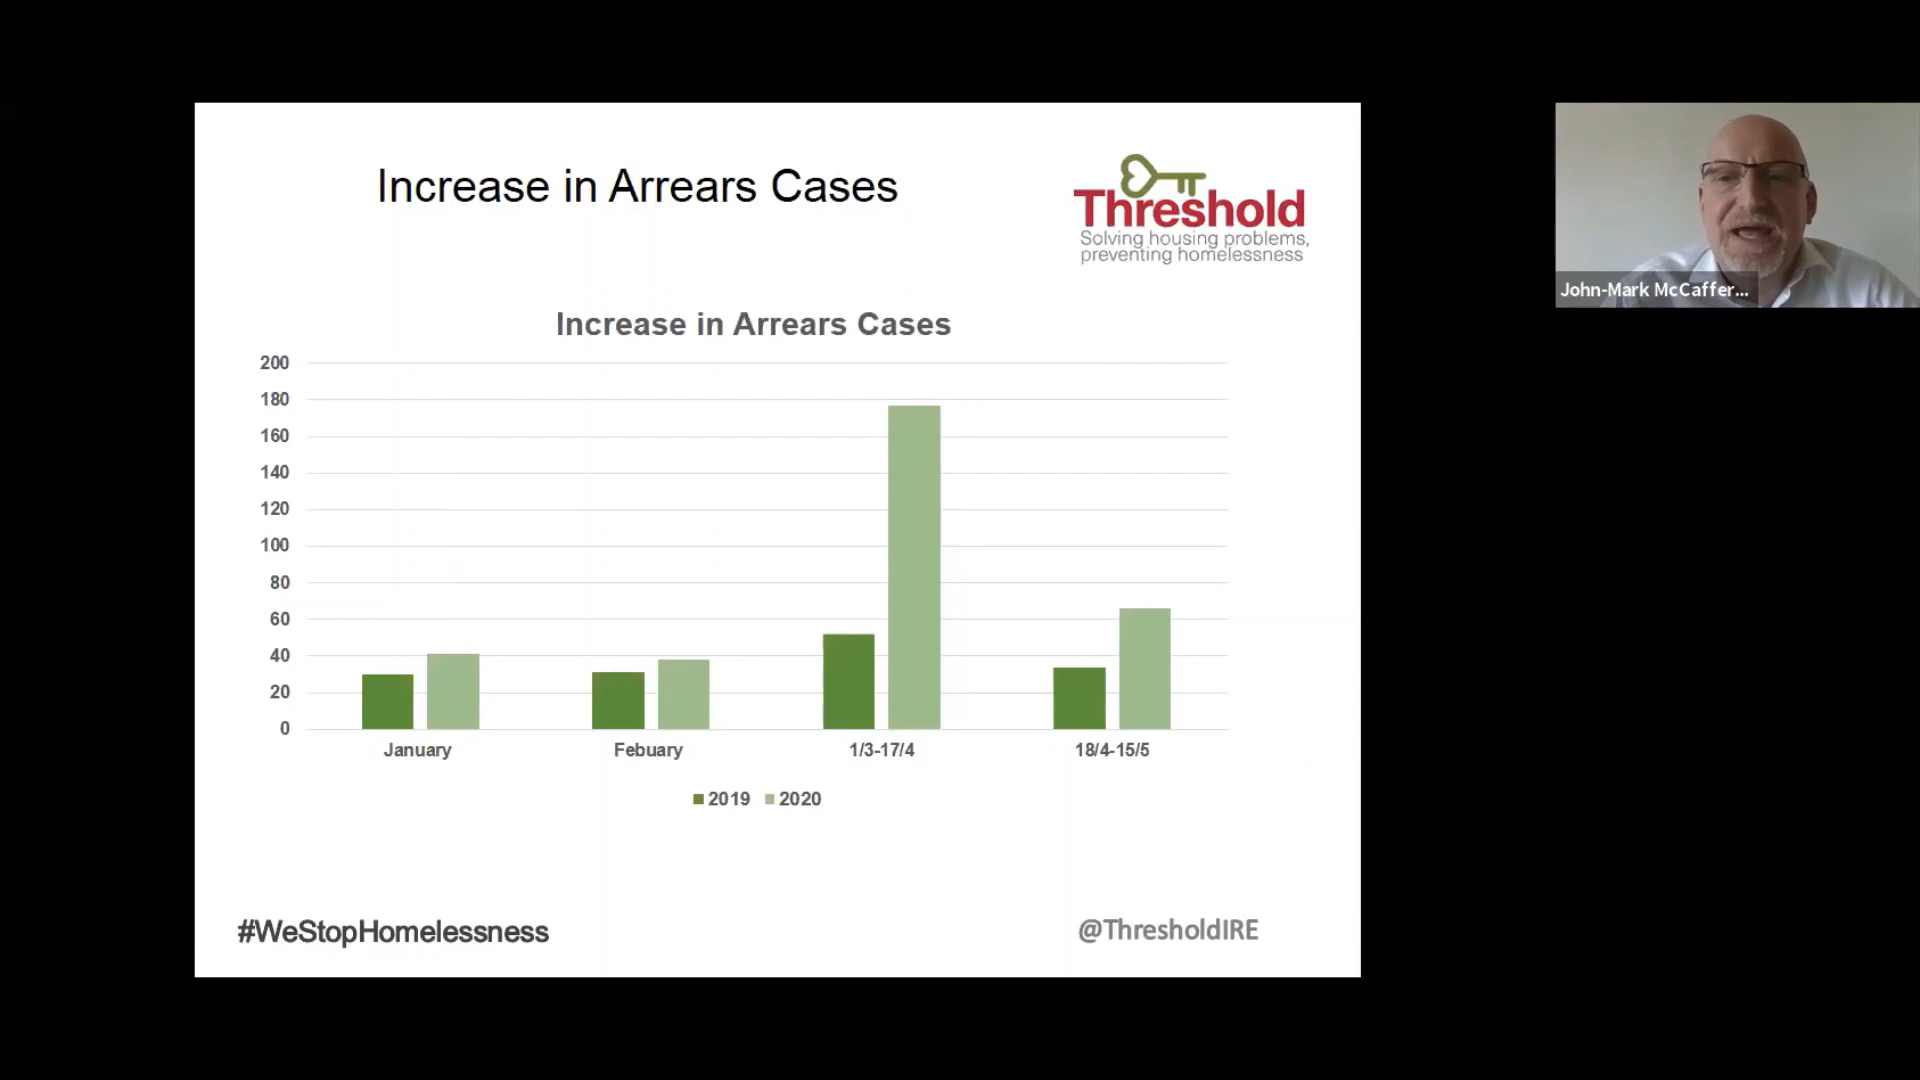 Increase in Arrears Cases
Threshold
Solving housing problems,
preventing homelessness
John-Mark McCaffer...
Increase in Arrears Cases
200
180
160
140
120
100
80
60
40
20
0
January Febuary 1/3-17/4 18/4-15/5
2019 2020
#WeStopHomelessness @ThresholdIRE